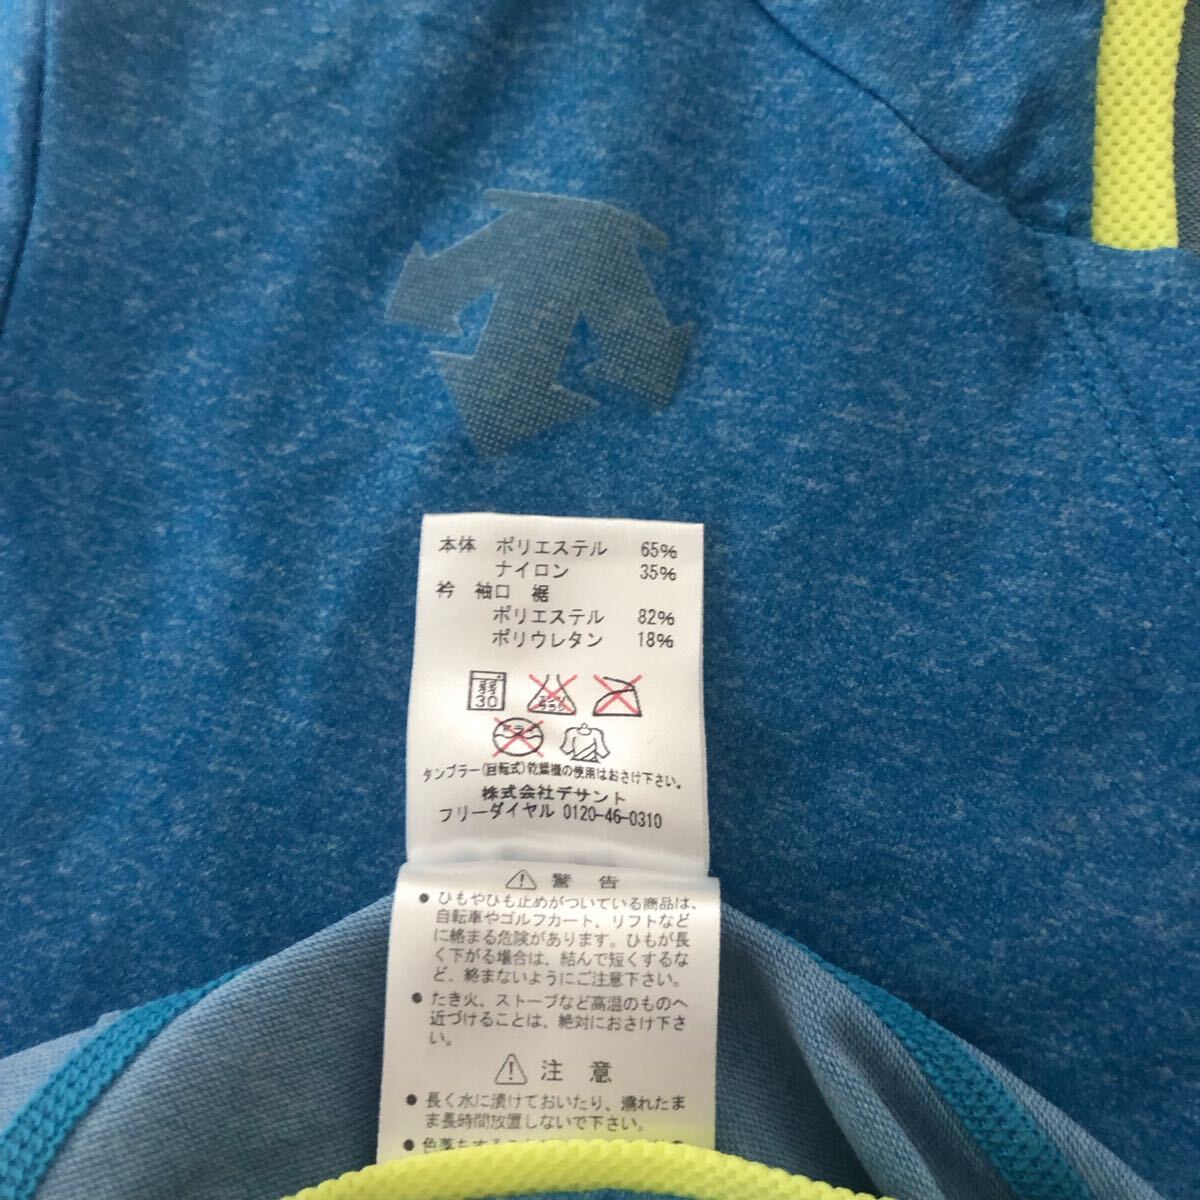 本体 ポリエステル 65%
ナイロン 35%
衿 袖口 裾
ポリエステル 82%
ポリウレタン 18%
弱
30
エンソ
サラシ
ドライ
タンブラー(回転式)乾燥機の使用はおさけ下さい。
株式会社デサント
フリーダイヤル 0120-46-0310
警告
● ひもやひも止めがついている商品は、
自転車やゴルフカート、リフトなど
に絡まる危険があります。ひもが長
く下がる場合は、結んで短くするな
ど、絡まないようにご注意下さい。
● たき火、ストーブなど高温のものへ
近づけることは、絶対におさけ下さ
い。
注意
● 長く水に漬けておいたり、濡れたま
ま長時間放置しないで下さい。